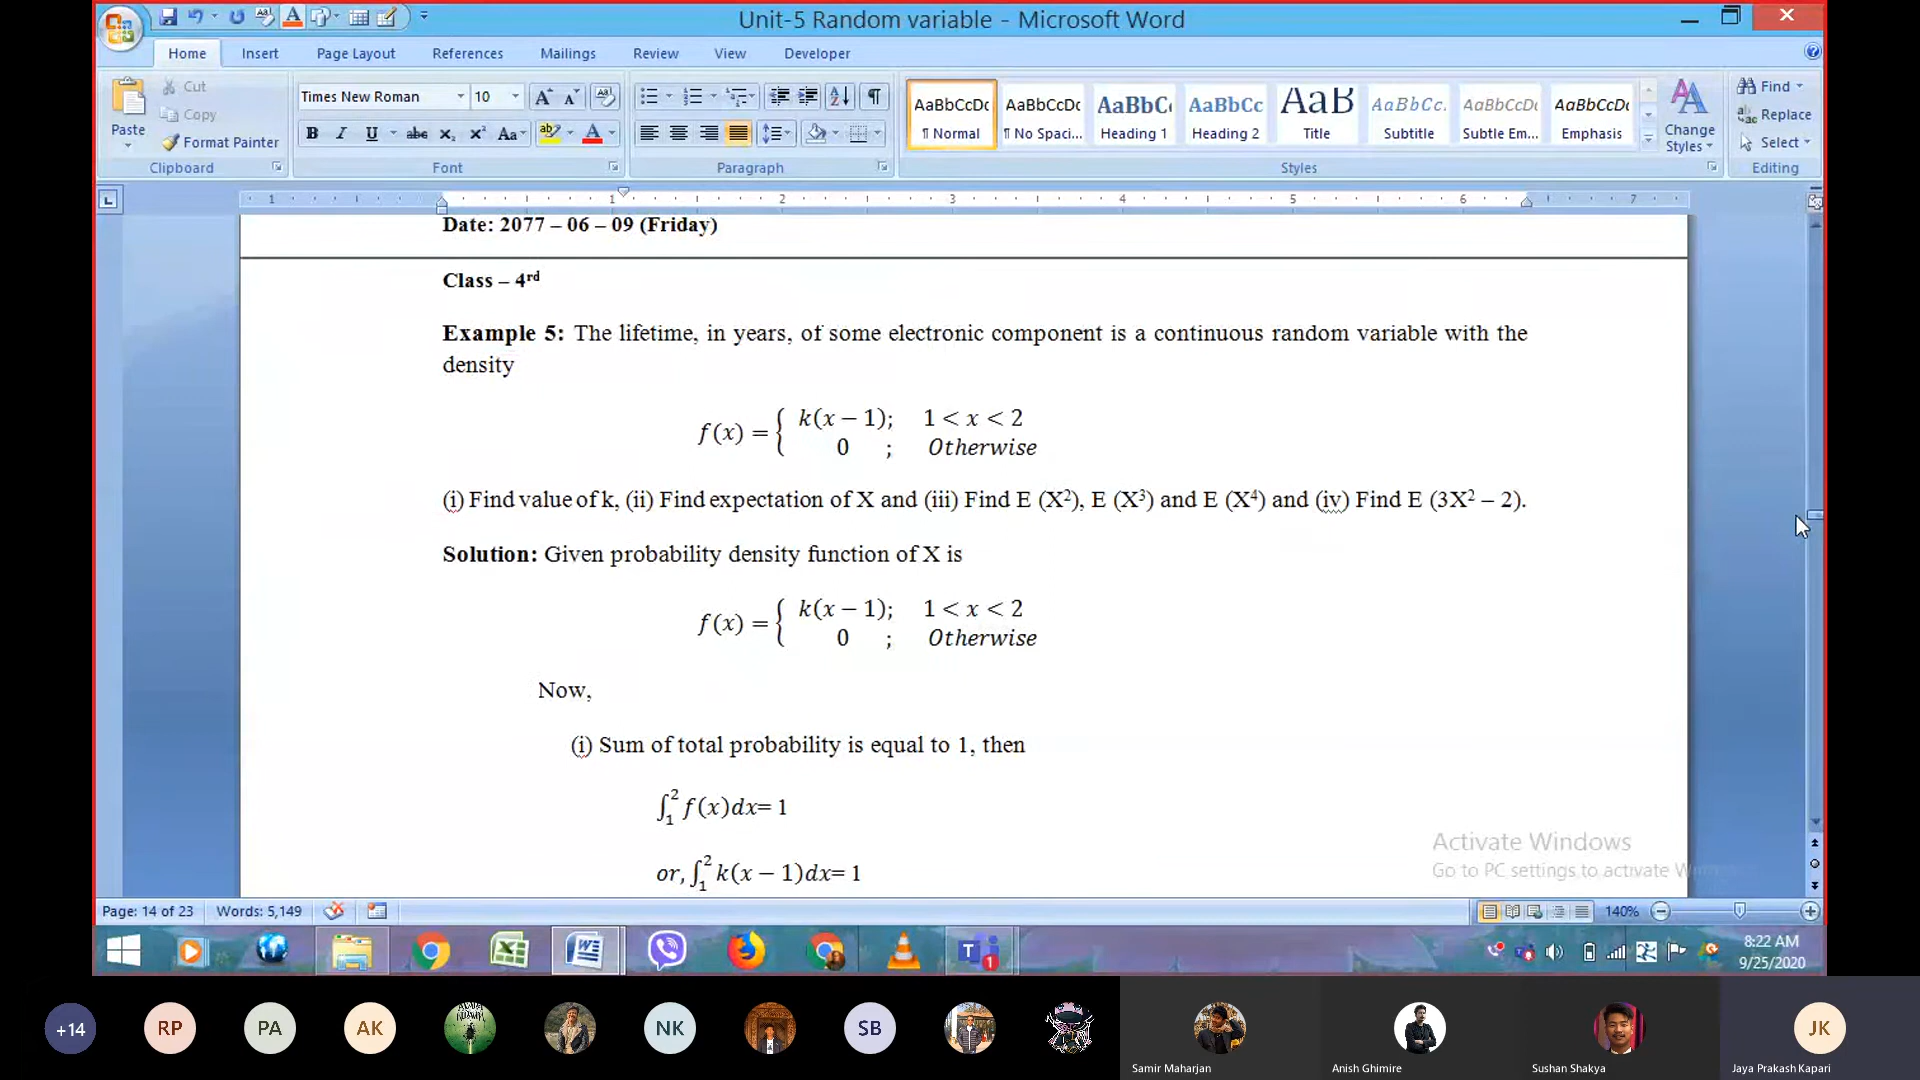 Unit-5 Random variable - Microsoft Word
Home Insert Page Layout References Mailings Review View Developer
Paste
Cut
Copy
Format Painter
Clipboard
Times New Roman 10
Font
Paragraph
AaBbCcDc AaBbCcDc AaBbC AaBbCc AaB AaBbCc. AaBbCcDc AaBbCcDc
¶ Normal ¶ No Spaci... Heading 1 Heading 2 Title Subtitle Subtle Em... Emphasis
Styles
Change
Styles
Find
Replace
Select
Editing
1 1 2 3 4 5 6 7
Date: 2077 – 06 – 09 (Friday)
Class – 4rd
Example 5: The lifetime, in years, of some electronic component is a continuous random variable with the
density
f(x) = { k(x − 1); 1 < x < 2
0 ; Otherwise
(i) Find value of k, (ii) Find expectation of X and (iii) Find E (X²), E (X³) and E (X⁴) and (iv) Find E (3X² – 2).
Solution: Given probability density function of X is
f(x) = { k(x − 1); 1 < x < 2
0 ; Otherwise
Now,
(i) Sum of total probability is equal to 1, then
∫₁² f(x)dx= 1
or, ∫₁² k(x − 1)dx= 1
Activate Windows
Go to PC settings to activate
Page: 14 of 23 Words: 5,149 140%
8:22 AM
9/25/2020
+14 RP PA AK NK SB JK
Samir Maharjan Anish Ghimire Sushan Shakya Jaya Prakash Kapari